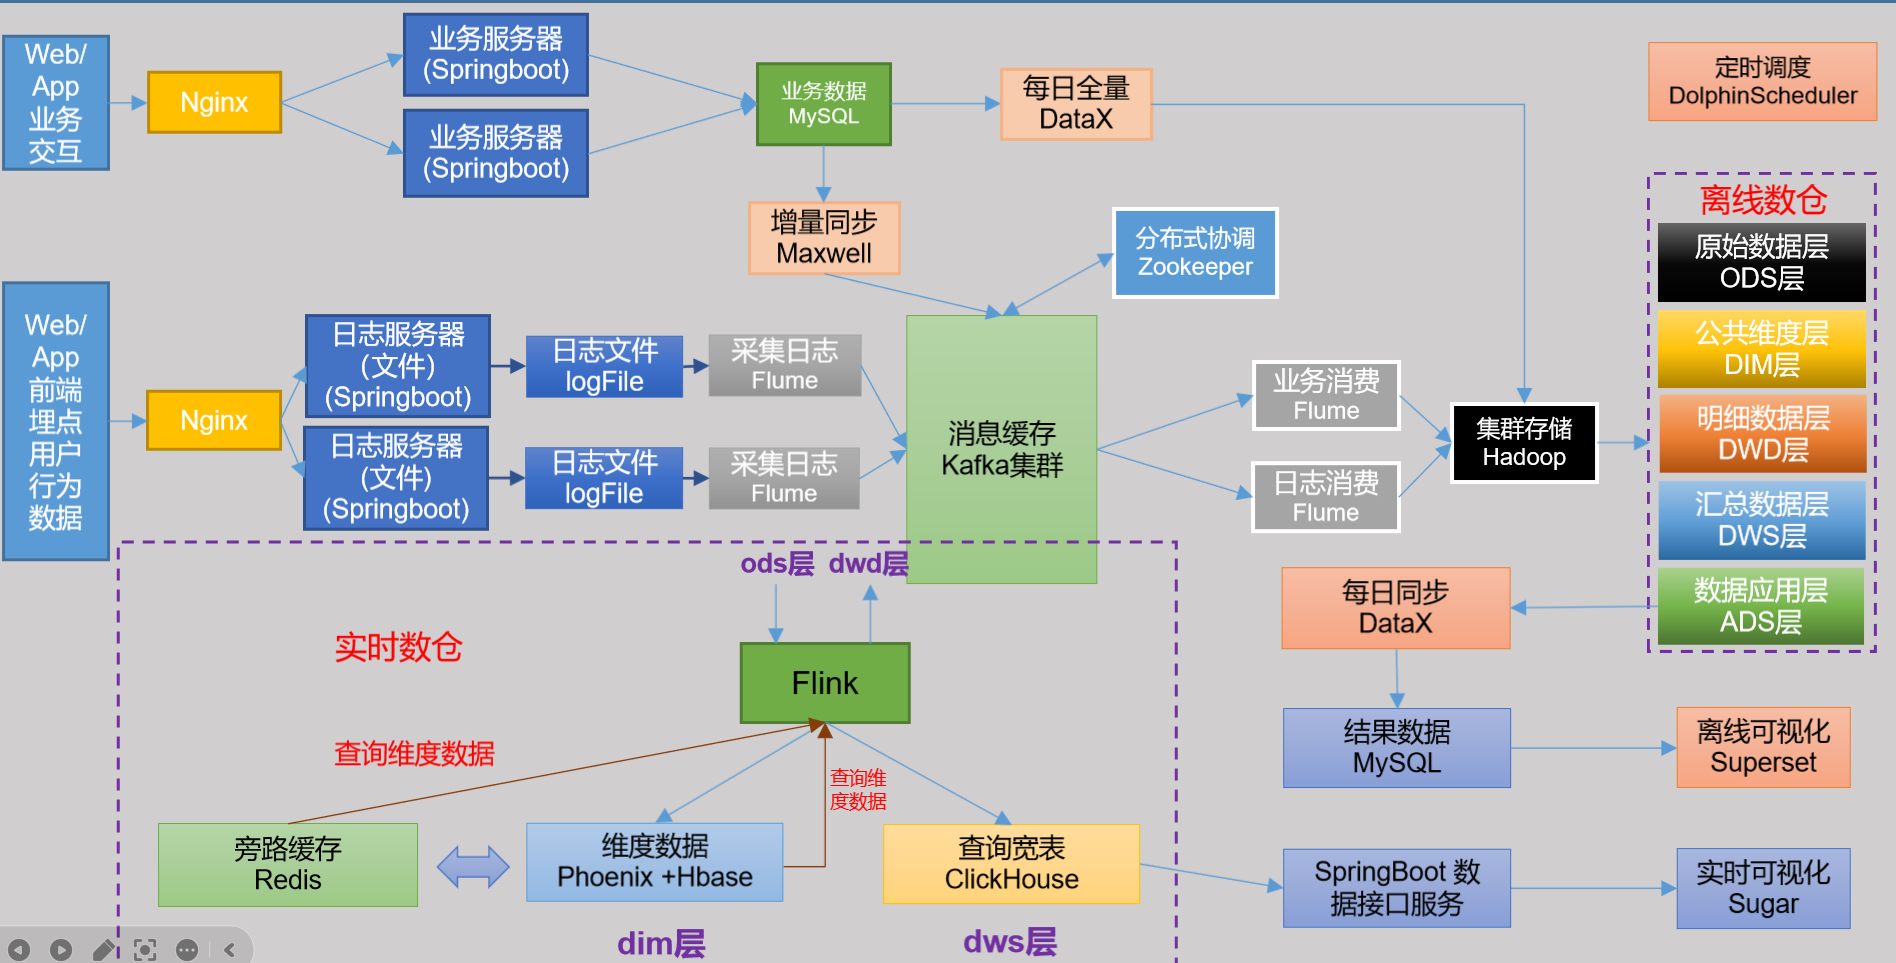 Web/
App
业务
交互
Nginx
业务服务器
(Springboot)
业务服务器
(Springboot)
业务数据
MySQL
每日全量
DataX
定时调度
DolphinScheduler
增量同步
Maxwell
分布式协调
Zookeeper
离线数仓
原始数据层
ODS层
公共维度层
DIM层
明细数据层
DWD层
汇总数据层
DWS层
数据应用层
ADS层
Web/
App
前端
埋点
用户
行为
数据
Nginx
日志服务器
(文件)
(Springboot)
日志文件
logFile
采集日志
Flume
日志服务器
(文件)
(Springboot)
日志文件
logFile
采集日志
Flume
消息缓存
Kafka集群
业务消费
Flume
日志消费
Flume
集群存储
Hadoop
ods层 dwd层
实时数仓
Flink
查询维度数据
查询维
度数据
旁路缓存
Redis
维度数据
Phoenix +Hbase
查询宽表
ClickHouse
dim层
dws层
每日同步
DataX
结果数据
MySQL
离线可视化
Superset
SpringBoot 数
据接口服务
实时可视化
Sugar